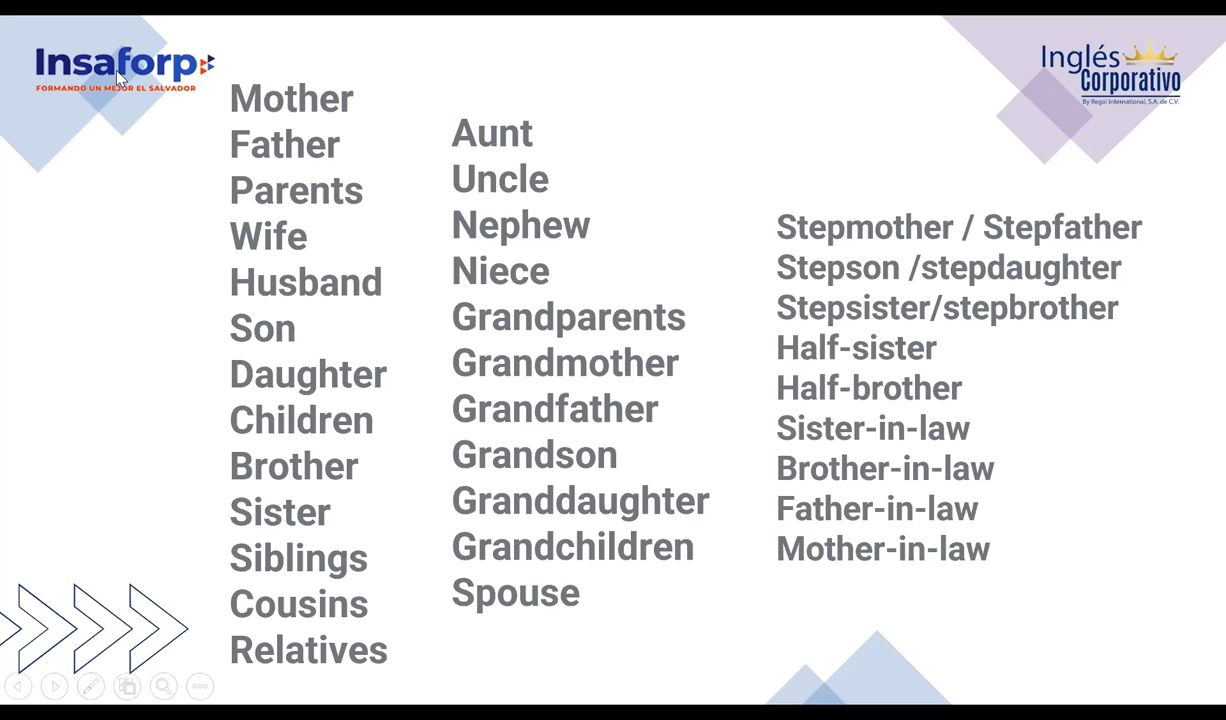 Insaforp
FORMANDO UN MEJOR EL SALVADOR
Inglés
Corporativo
By Regal International, S.A. de C.V.
Mother
Father
Parents
Wife
Husband
Son
Daughter
Children
Brother
Sister
Siblings
Cousins
Relatives
Aunt
Uncle
Nephew
Niece
Grandparents
Grandmother
Grandfather
Grandson
Granddaughter
Grandchildren
Spouse
Stepmother / Stepfather
Stepson /stepdaughter
Stepsister/stepbrother
Half-sister
Half-brother
Sister-in-law
Brother-in-law
Father-in-law
Mother-in-law